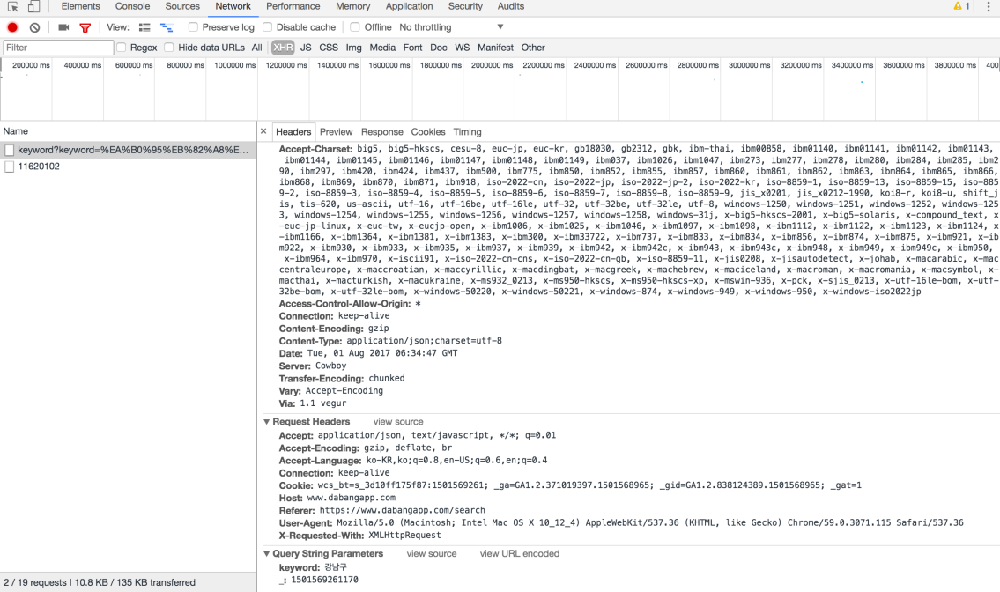 Elements Console Sources Network Performance Memory Application Security Audits 1
View: Preserve log Disable cache Offline No throttling
Filter Regex Hide data URLs All XHR JS CSS Img Media Font Doc WS Manifest Other
200000 ms 400000 ms 600000 ms 800000 ms 1000000 ms 1200000 ms 1400000 ms 1600000 ms 1800000 ms 2000000 ms 2200000 ms 2400000 ms 2600000 ms 2800000 ms 3000000 ms 3200000 ms 3400000 ms 3600000 ms 3800000 ms 400
Name
keyword?keyword=%EA%B0%95%EB%82%A8%E...
11620102
2 / 19 requests | 10.8 KB / 135 KB transferred
× Headers Preview Response Cookies Timing
Accept-Charset: big5, big5-hkscs, cesu-8, euc-jp, euc-kr, gb18030, gb2312, gbk, ibm-thai, ibm00858, ibm01140, ibm01141, ibm01142, ibm01143,
ibm01144, ibm01145, ibm01146, ibm01147, ibm01148, ibm01149, ibm037, ibm1026, ibm1047, ibm273, ibm277, ibm278, ibm280, ibm284, ibm285, ibm2
90, ibm297, ibm420, ibm424, ibm437, ibm500, ibm775, ibm850, ibm852, ibm855, ibm857, ibm860, ibm861, ibm862, ibm863, ibm864, ibm865, ibm866,
ibm868, ibm869, ibm870, ibm871, ibm918, iso-2022-cn, iso-2022-jp, iso-2022-jp-2, iso-2022-kr, iso-8859-1, iso-8859-13, iso-8859-15, iso-885
9-2, iso-8859-3, iso-8859-4, iso-8859-5, iso-8859-6, iso-8859-7, iso-8859-8, iso-8859-9, jis_x0201, jis_x0212-1990, koi8-r, koi8-u, shift_j
is, tis-620, us-ascii, utf-16, utf-16be, utf-16le, utf-32, utf-32be, utf-32le, utf-8, windows-1250, windows-1251, windows-1252, windows-125
3, windows-1254, windows-1255, windows-1256, windows-1257, windows-1258, windows-31j, x-big5-hkscs-2001, x-big5-solaris, x-compound_text, x
-euc-jp-linux, x-euc-tw, x-eucjp-open, x-ibm1006, x-ibm1025, x-ibm1046, x-ibm1097, x-ibm1098, x-ibm1112, x-ibm1122, x-ibm1123, x-ibm1124, x
-ibm1166, x-ibm1364, x-ibm1381, x-ibm1383, x-ibm300, x-ibm33722, x-ibm737, x-ibm833, x-ibm834, x-ibm856, x-ibm874, x-ibm875, x-ibm921, x-ib
m922, x-ibm930, x-ibm933, x-ibm935, x-ibm937, x-ibm939, x-ibm942, x-ibm942c, x-ibm943, x-ibm943c, x-ibm948, x-ibm949, x-ibm949c, x-ibm950,
x-ibm964, x-ibm970, x-iscii91, x-iso-2022-cn-cns, x-iso-2022-cn-gb, x-iso-8859-11, x-jis0208, x-jisautodetect, x-johab, x-macarabic, x-mac
centraleurope, x-maccroatian, x-maccyrillic, x-macdingbat, x-macgreek, x-machebrew, x-maciceland, x-macroman, x-macromania, x-macsymbol, x-
macthai, x-macturkish, x-macukraine, x-ms932_0213, x-ms950-hkscs, x-ms950-hkscs-xp, x-mswin-936, x-pck, x-sjis_0213, x-utf-16le-bom, x-utf-
32be-bom, x-utf-32le-bom, x-windows-50220, x-windows-50221, x-windows-874, x-windows-949, x-windows-950, x-windows-iso2022jp
Access-Control-Allow-Origin: *
Connection: keep-alive
Content-Encoding: gzip
Content-Type: application/json;charset=utf-8
Date: Tue, 01 Aug 2017 06:34:47 GMT
Server: Cowboy
Transfer-Encoding: chunked
Vary: Accept-Encoding
Via: 1.1 vegur
▼ Request Headers view source
Accept: application/json, text/javascript, */*; q=0.01
Accept-Encoding: gzip, deflate, br
Accept-Language: ko-KR,ko;q=0.8,en-US;q=0.6,en;q=0.4
Connection: keep-alive
Cookie: wcs_bt=s_3d10ff175f87:1501569261; _ga=GA1.2.371019397.1501568965; _gid=GA1.2.838124389.1501568965; _gat=1
Host: www.dabangapp.com
Referer: https://www.dabangapp.com/search
User-Agent: Mozilla/5.0 (Macintosh; Intel Mac OS X 10_12_4) AppleWebKit/537.36 (KHTML, like Gecko) Chrome/59.0.3071.115 Safari/537.36
X-Requested-With: XMLHttpRequest
▼ Query String Parameters view source view URL encoded
keyword: 강남구
_: 1501569261170